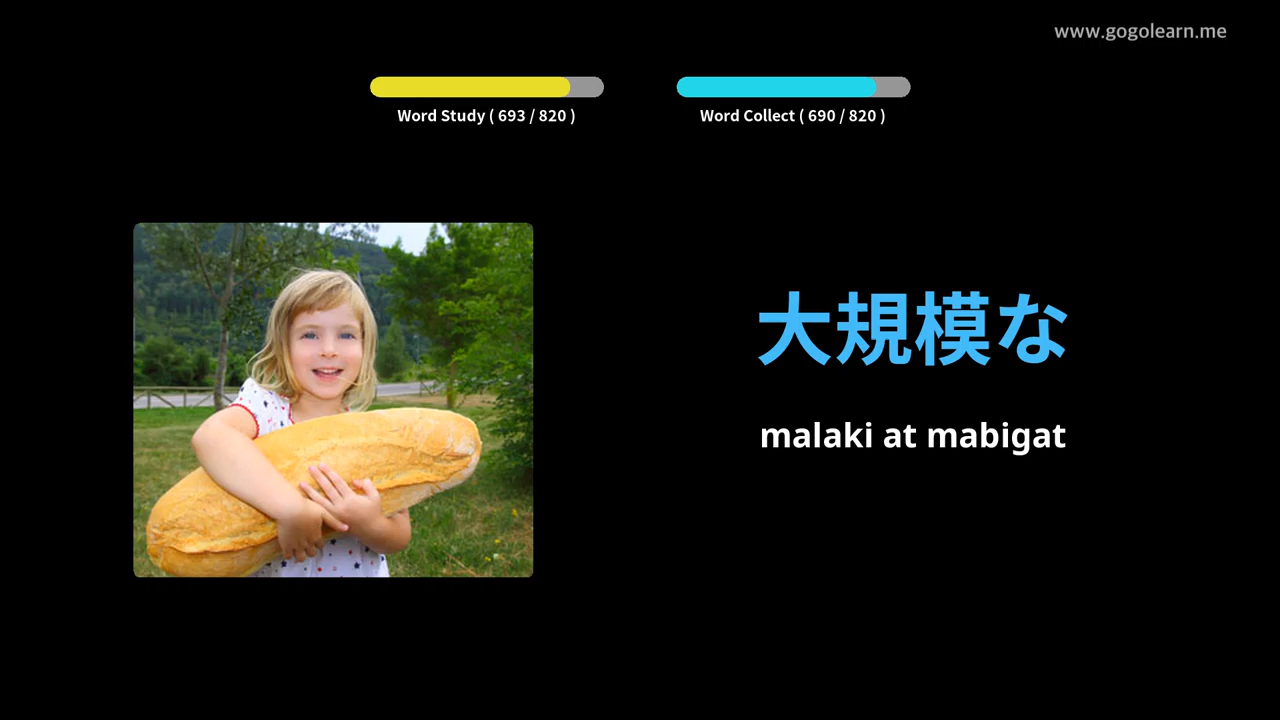 www.gogolearn.me
Word Study ( 693 / 820 )
Word Collect ( 690 / 820 )
大規模な
malaki at mabigat